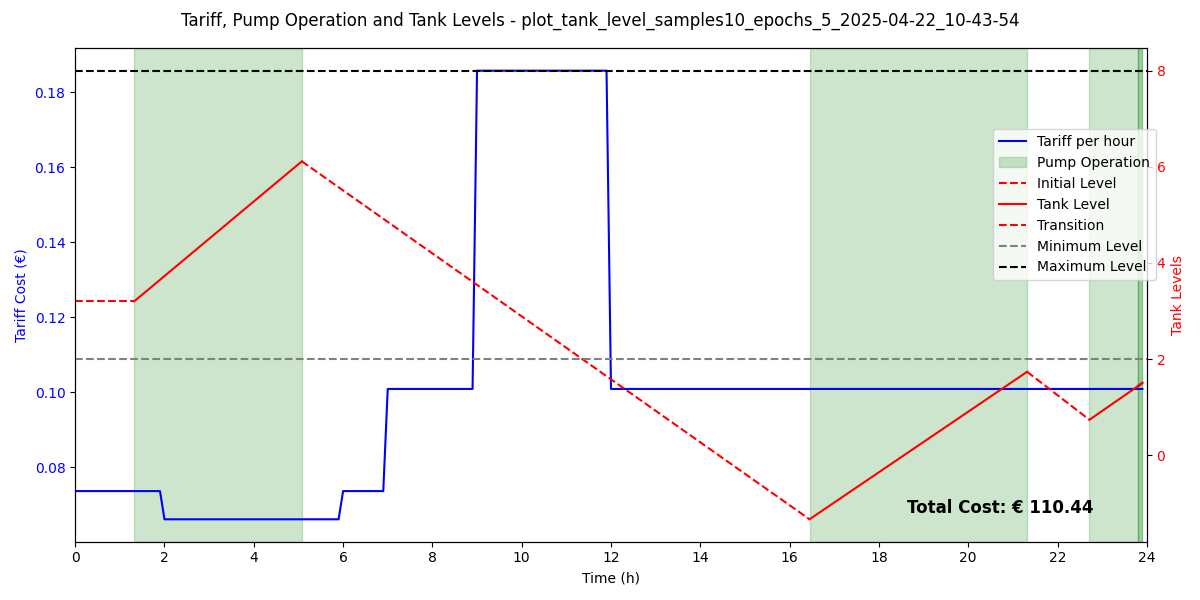 Tariff, Pump Operation and Tank Levels - plot_tank_level_samples10_epochs_5_2025-04-22_10-43-54
Tariff Cost (€)
0.18
0.16
0.14
0.12
0.10
0.08
Tariff per hour
Pump Operation
Initial Level
Tank Level
Transition
Minimum Level
Maximum Level
8
6
4
2
0
Tank Levels
Total Cost: € 110.44
0 2 4 6 8 10 12 14 16 18 20 22 24
Time (h)